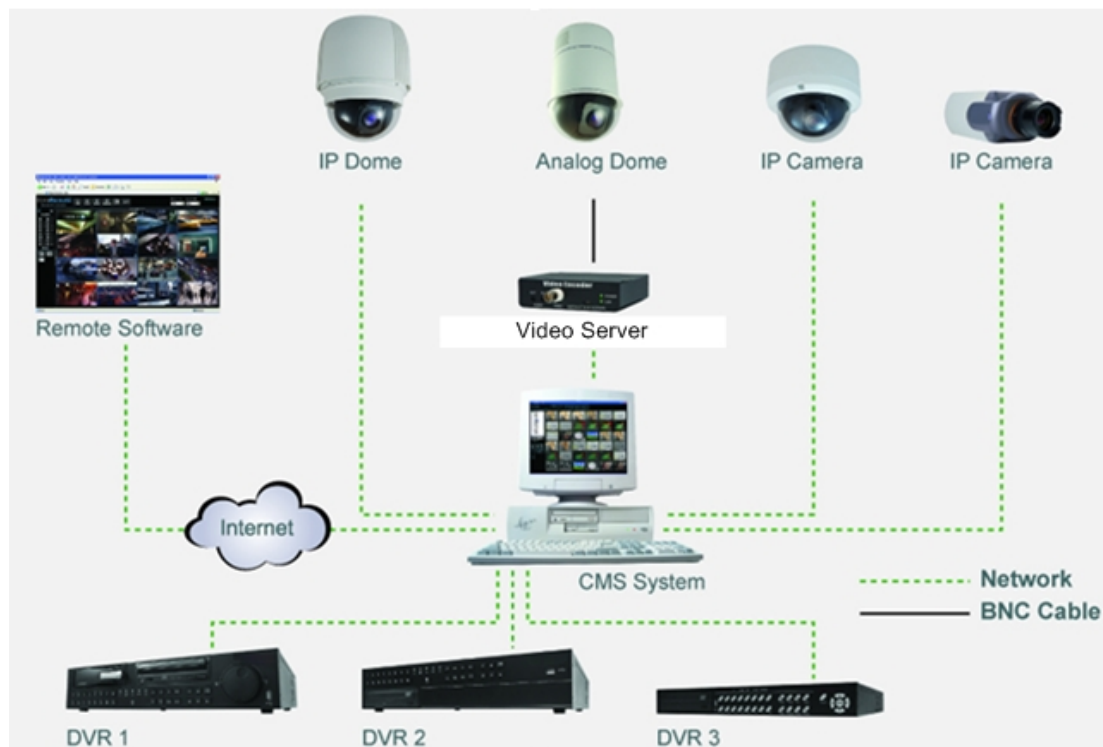 IP Dome
Analog Dome
IP Camera
IP Camera
Remote Software
Video Server
Internet
CMS System
Network
BNC Cable
DVR 1
DVR 2
DVR 3